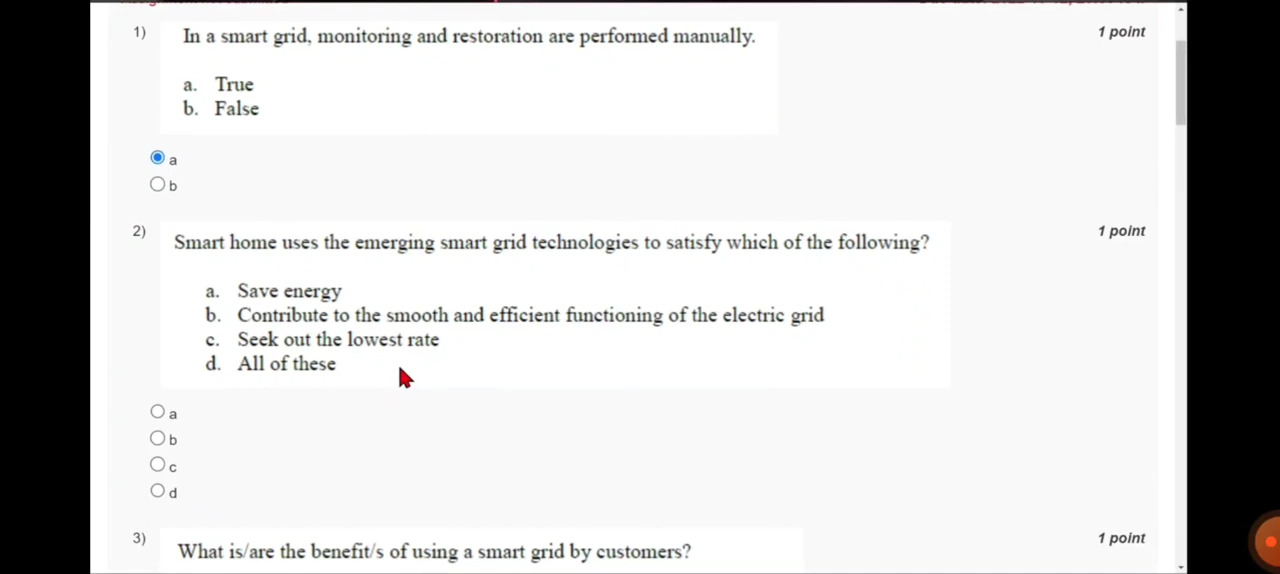 1)
In a smart grid, monitoring and restoration are performed manually.
1 point
a. True
b. False
a
b
2)
Smart home uses the emerging smart grid technologies to satisfy which of the following?
1 point
a. Save energy
b. Contribute to the smooth and efficient functioning of the electric grid
c. Seek out the lowest rate
d. All of these
a
b
c
d
3)
What is/are the benefit/s of using a smart grid by customers?
1 point